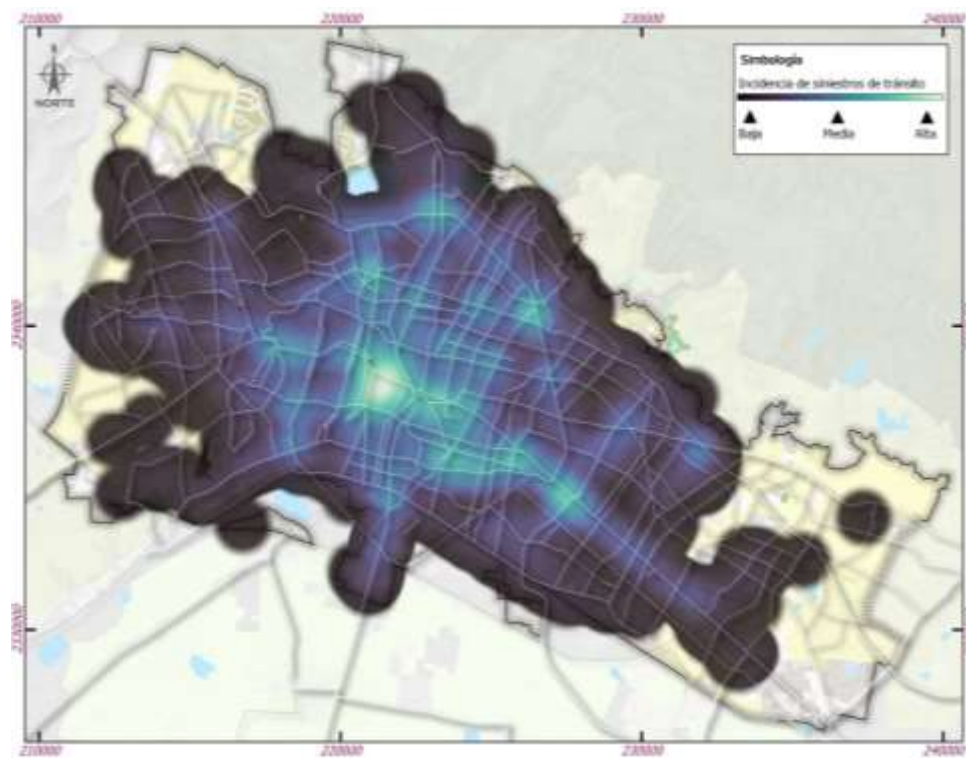 210000 220000 230000 240000
N
NORTE
Simbología
Incidencia de siniestros de tránsito
Baja Media Alta
2340000
2330000
210000 220000 230000 240000